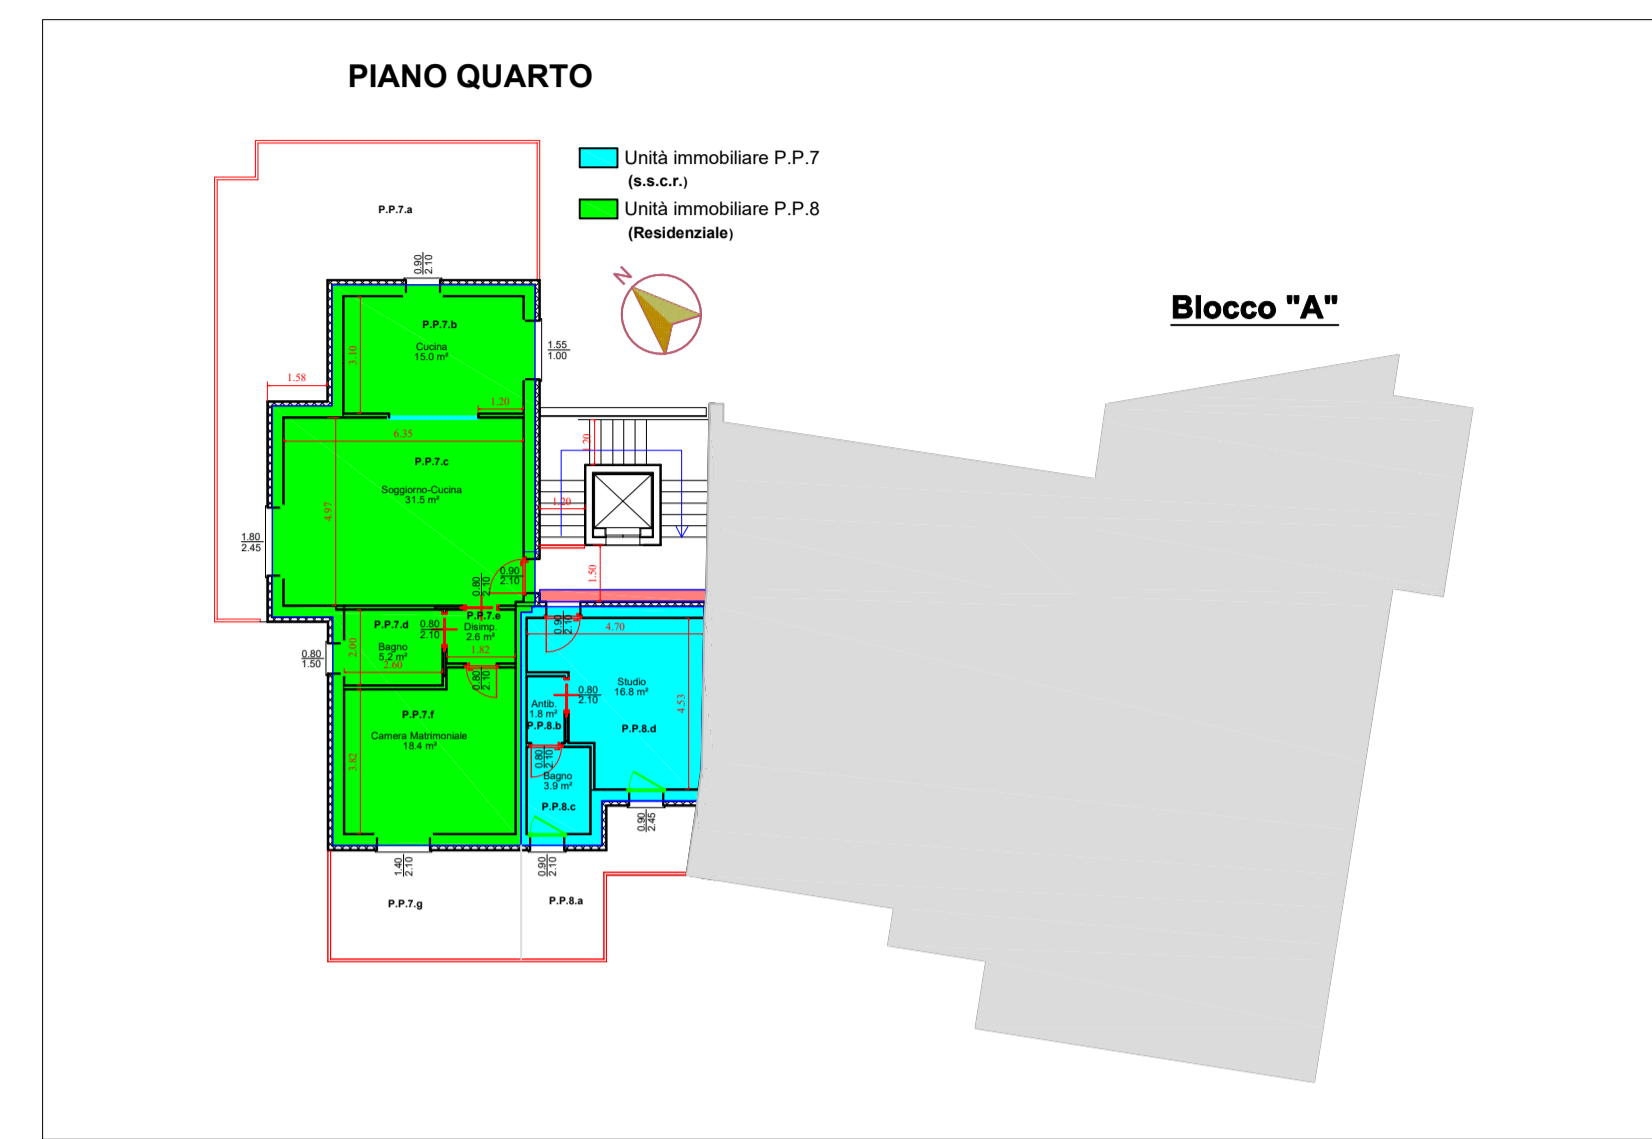 PIANO QUARTO
Unità immobiliare P.P.7
(s.s.c.r.)
Unità immobiliare P.P.8
(Residenziale)
N
Blocco "A"
P.P.7.a
0.90
2.10
P.P.7.b
Cucina
15.0 m²
3.10
1.55
1.00
1.58
1.20
6.35
P.P.7.c
Soggiorno-Cucina
31.5 m²
4.97
1.80
2.45
1.20
1.20
1.50
0.90
2.10
0.80
2.10
P.P.7.d
Bagno
5.2 m²
2.00
2.60
0.80
1.50
0.80
2.10
P.P.7.e
Disimp.
2.6 m²
1.82
0.80
2.10
P.P.7.f
Camera Matrimoniale
18.4 m²
3.82
0.90
2.10
4.70
Studio
16.8 m²
P.P.8.d
4.53
0.80
2.10
Antib.
1.8 m²
P.P.8.b
0.80
2.10
Bagno
3.9 m²
P.P.8.c
0.90
2.45
1.40
2.10
0.90
2.10
P.P.7.g
P.P.8.a